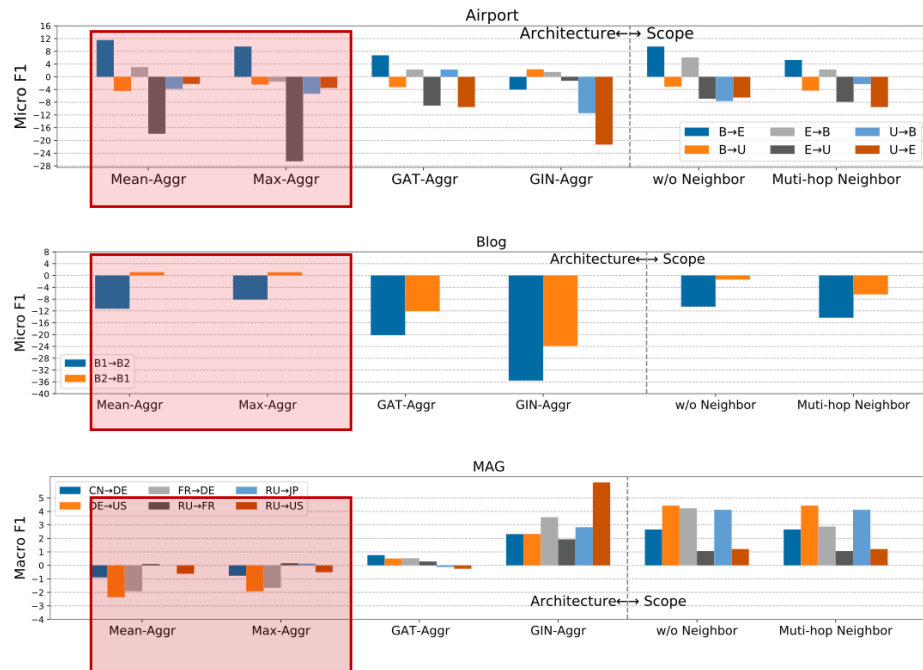 Airport
Architecture←→ Scope
Micro F1
16
12
8
4
0
−4
−8
−12
−16
−20
−24
−28
B→E E→B U→B
B→U E→U U→E
Mean-Aggr Max-Aggr GAT-Aggr GIN-Aggr w/o Neighbor Muti-hop Neighbor
Blog
Architecture←→ Scope
Micro F1
8
4
0
−4
−8
−12
−16
−20
−24
−28
−32
−36
−40
B1→B2
B2→B1
Mean-Aggr Max-Aggr GAT-Aggr GIN-Aggr w/o Neighbor Muti-hop Neighbor
MAG
Macro F1
5
4
3
2
1
0
−1
−2
−3
−4
CN→DE FR→DE RU→JP
DE→US RU→FR RU→US
Architecture←→ Scope
Mean-Aggr Max-Aggr GAT-Aggr GIN-Aggr w/o Neighbor Muti-hop Neighbor